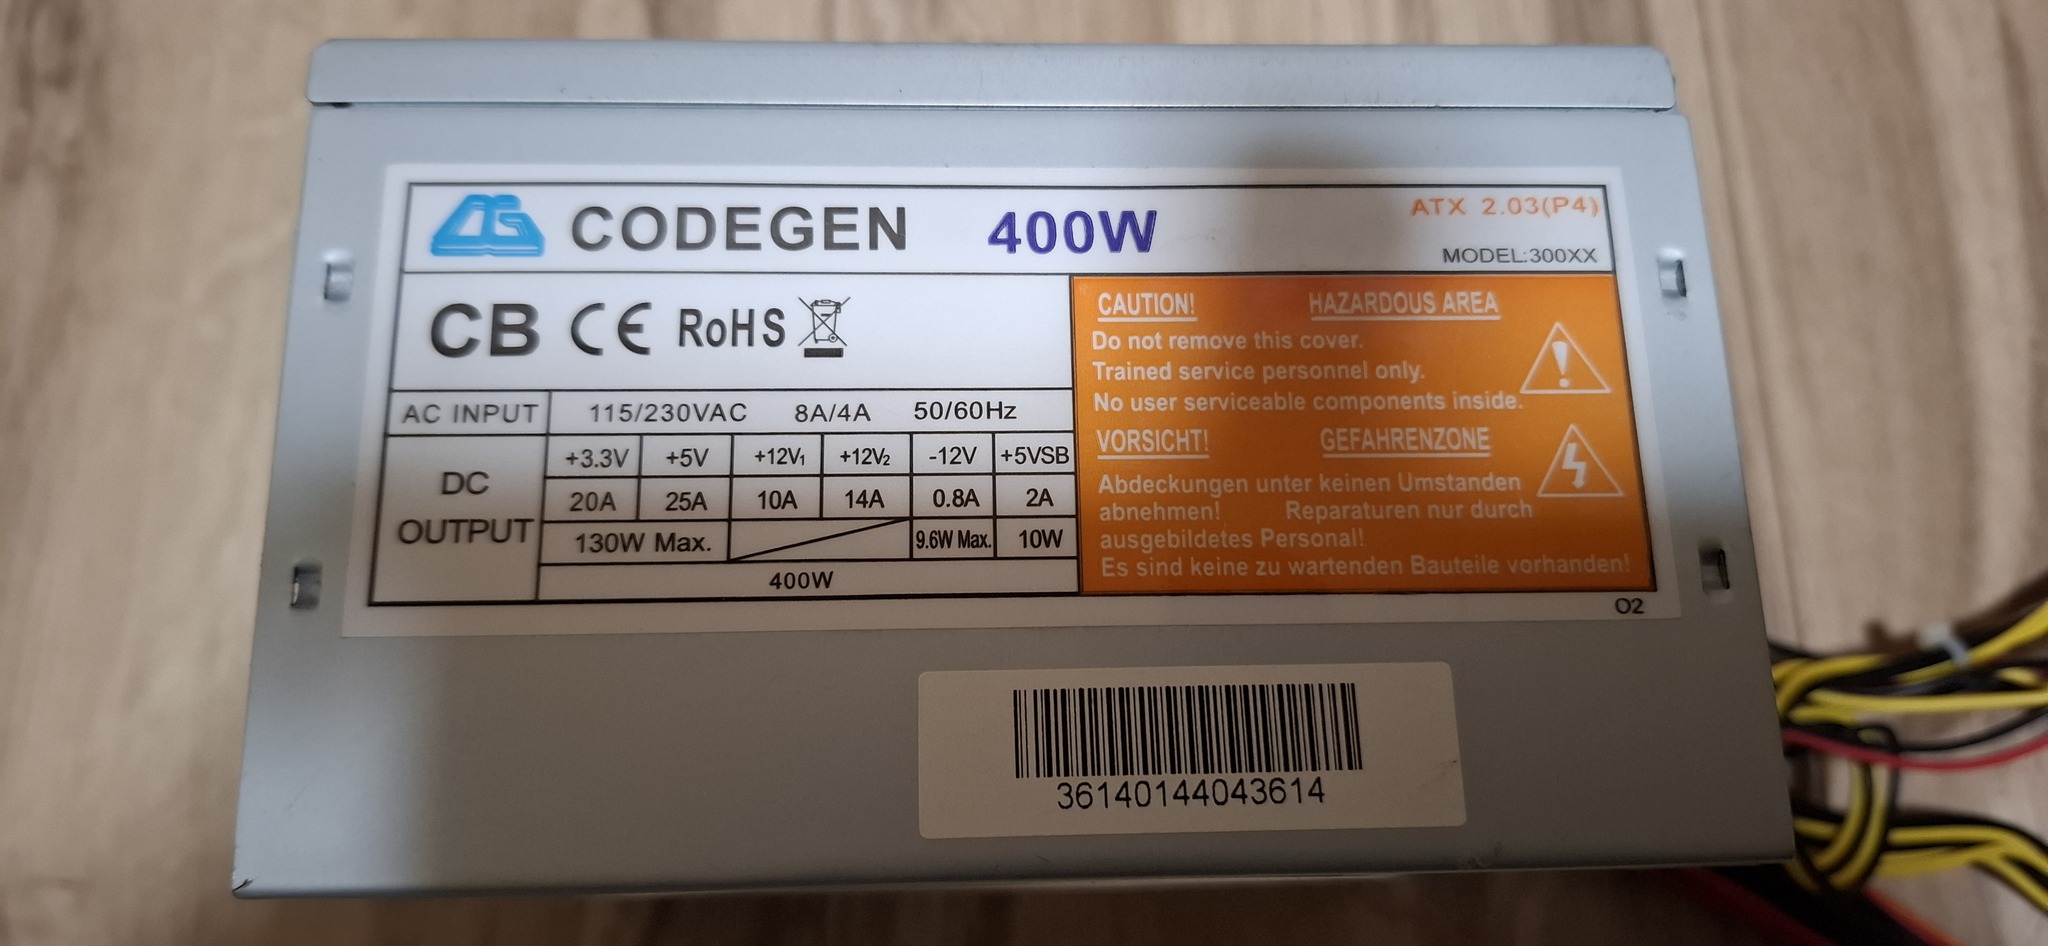 CODEGEN 400W ATX 2.03(P4)
MODEL:300XX
CB CE RoHS
AC INPUT 115/230VAC 8A/4A 50/60Hz
DC OUTPUT
+3.3V +5V +12V₁ +12V₂ -12V +5VSB
20A 25A 10A 14A 0.8A 2A
130W Max. 9.6W Max. 10W
400W
CAUTION! HAZARDOUS AREA
Do not remove this cover.
Trained service personnel only.
No user serviceable components inside.
VORSICHT! GEFAHRENZONE
Abdeckungen unter keinen Umstanden
abnehmen! Reparaturen nur durch
ausgebildetes Personal!
Es sind keine zu wartenden Bauteile vorhanden!
O2
36140144043614